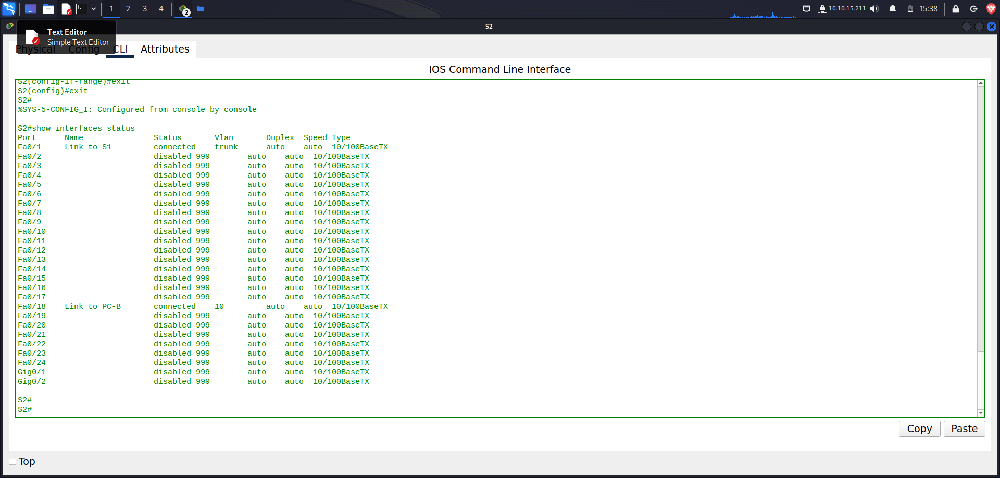 1 2 3 4 2 10.10.15.211 15:38
S2
Text Editor
Simple Text Editor
Physical Config CLI Attributes
IOS Command Line Interface
S2(config-if-range)#exit
S2(config)#exit
S2#
%SYS-5-CONFIG_I: Configured from console by console
S2#show interfaces status
Port Name Status Vlan Duplex Speed Type
Fa0/1 Link to S1 connected trunk auto auto 10/100BaseTX
Fa0/2 disabled 999 auto auto 10/100BaseTX
Fa0/3 disabled 999 auto auto 10/100BaseTX
Fa0/4 disabled 999 auto auto 10/100BaseTX
Fa0/5 disabled 999 auto auto 10/100BaseTX
Fa0/6 disabled 999 auto auto 10/100BaseTX
Fa0/7 disabled 999 auto auto 10/100BaseTX
Fa0/8 disabled 999 auto auto 10/100BaseTX
Fa0/9 disabled 999 auto auto 10/100BaseTX
Fa0/10 disabled 999 auto auto 10/100BaseTX
Fa0/11 disabled 999 auto auto 10/100BaseTX
Fa0/12 disabled 999 auto auto 10/100BaseTX
Fa0/13 disabled 999 auto auto 10/100BaseTX
Fa0/14 disabled 999 auto auto 10/100BaseTX
Fa0/15 disabled 999 auto auto 10/100BaseTX
Fa0/16 disabled 999 auto auto 10/100BaseTX
Fa0/17 disabled 999 auto auto 10/100BaseTX
Fa0/18 Link to PC-B connected 10 auto auto 10/100BaseTX
Fa0/19 disabled 999 auto auto 10/100BaseTX
Fa0/20 disabled 999 auto auto 10/100BaseTX
Fa0/21 disabled 999 auto auto 10/100BaseTX
Fa0/22 disabled 999 auto auto 10/100BaseTX
Fa0/23 disabled 999 auto auto 10/100BaseTX
Fa0/24 disabled 999 auto auto 10/100BaseTX
Gig0/1 disabled 999 auto auto 10/100BaseTX
Gig0/2 disabled 999 auto auto 10/100BaseTX
S2#
S2#
Copy Paste
Top